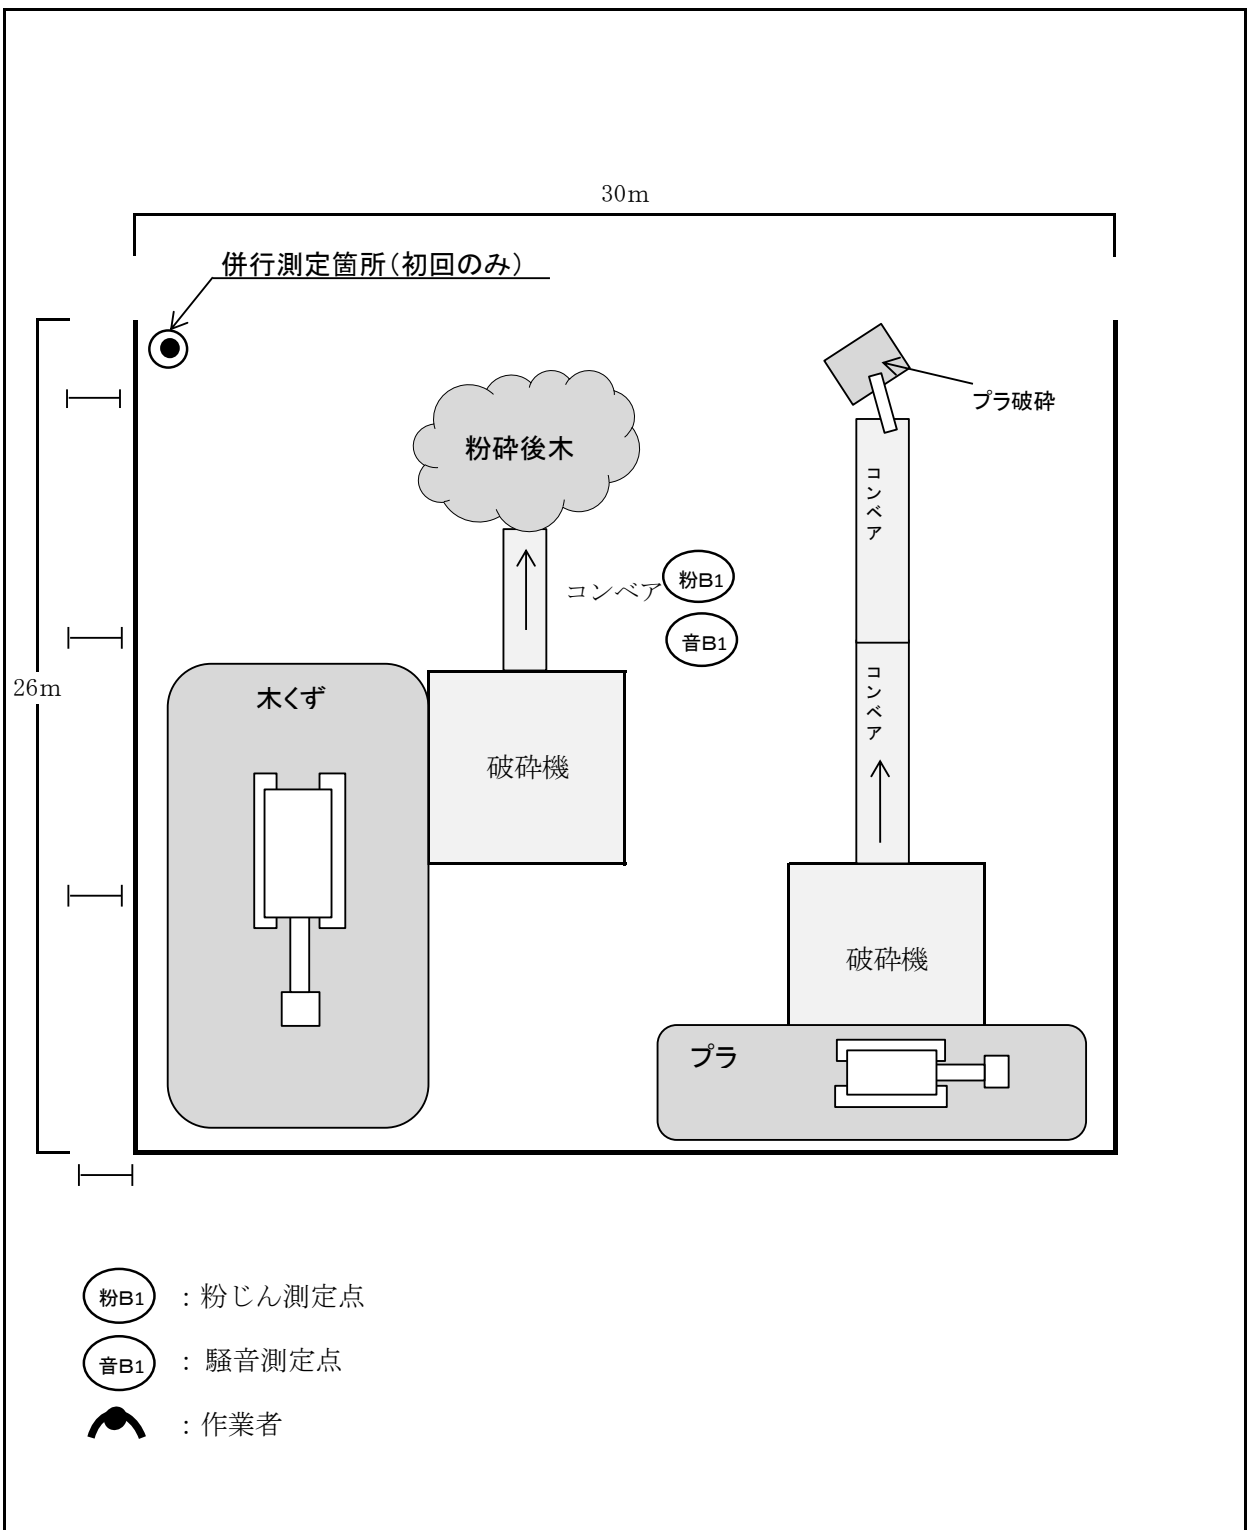 30m
併行測定箇所(初回のみ)
プラ破砕
粉砕後木
コンベア
コンベア
粉B1
音B1
コンベア
26m
木くず
破砕機
破砕機
プラ
粉B1 : 粉じん測定点
音B1 : 騒音測定点
: 作業者